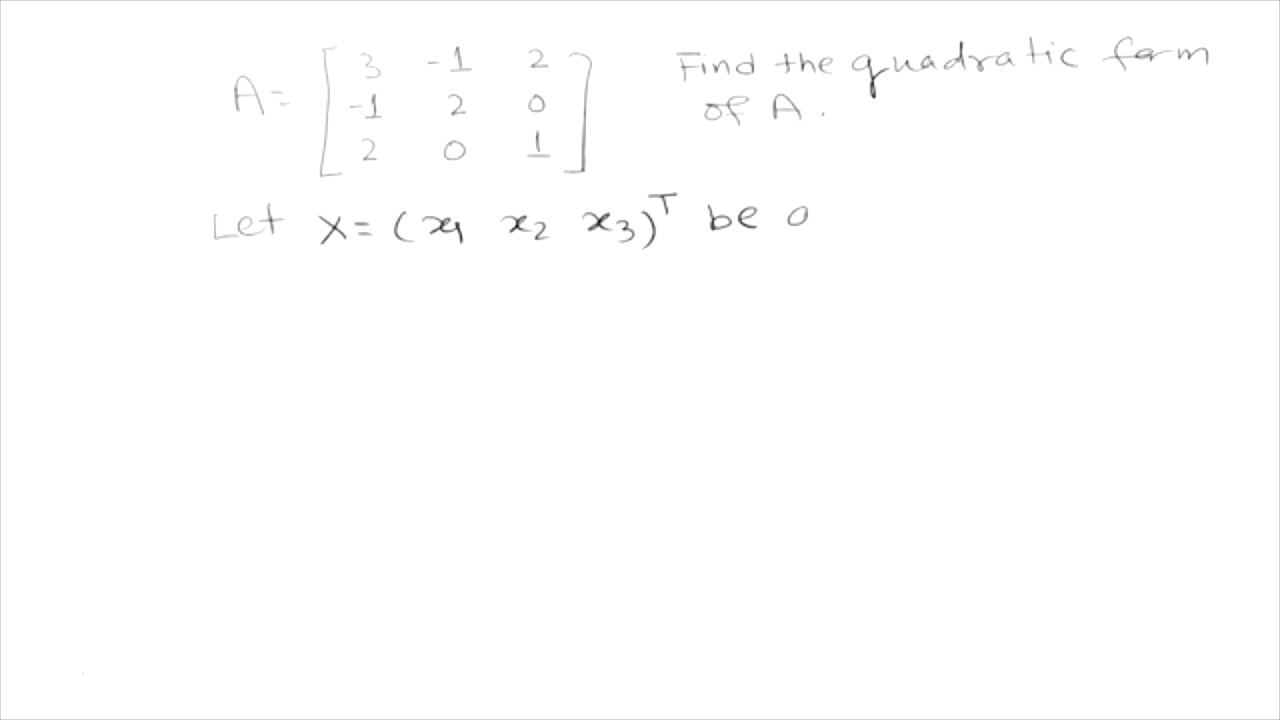 A = [ 3 -1 2
-1 2 0
2 0 1 ]
Find the quadratic form
of A.
Let X = (x1 x2 x3)^T be a